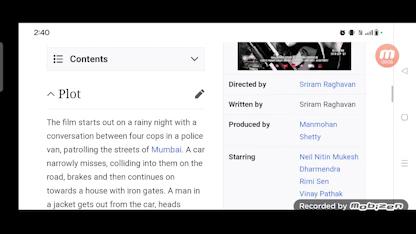 2:40
Contents
Plot
The film starts out on a rainy night with a
conversation between four cops in a police
van, patrolling the streets of Mumbai. A car
narrowly misses, colliding into them on the
road, brakes and then continues on
towards a house with iron gates. A man in
a jacket gets out from the car, heads
Directed by Sriram Raghavan
Written by Sriram Raghavan
Produced by Manmohan
Shetty
Starring Neil Nitin Mukesh
Dharmendra
Rimi Sen
Vinay Pathak
Recorded by Mobizen